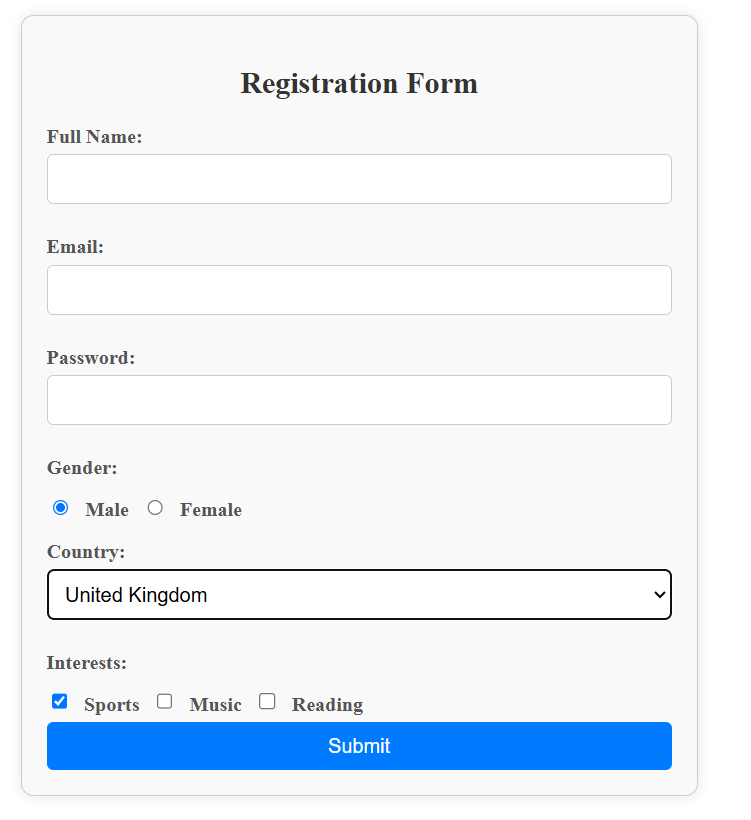 Registration Form
Full Name:
Email:
Password:
Gender:
Male Female
Country:
United Kingdom
Interests:
Sports Music Reading
Submit